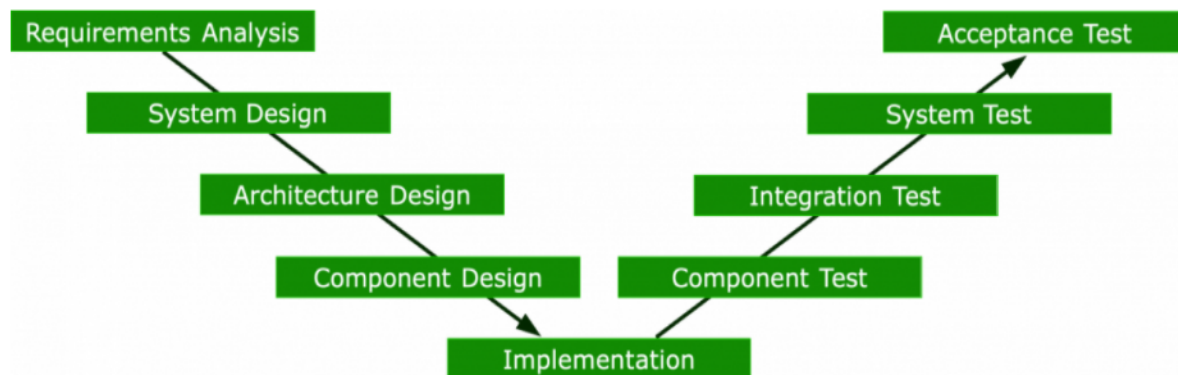 Requirements Analysis
Acceptance Test
System Design
System Test
Architecture Design
Integration Test
Component Design
Component Test
Implementation